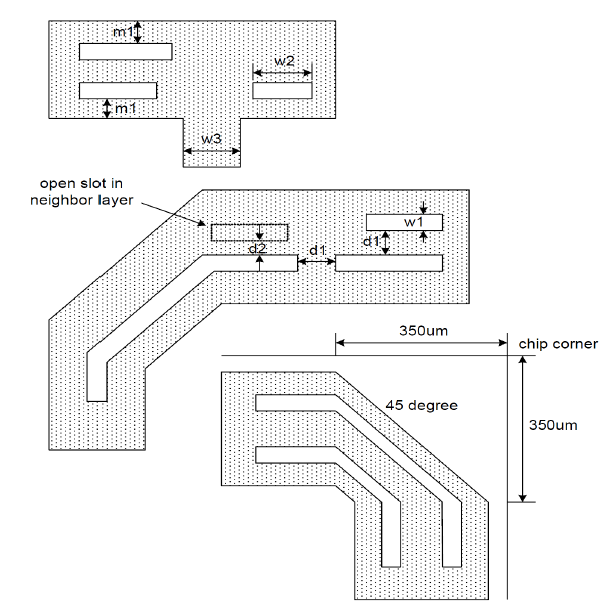 m1
w2
m1
w3
open slot in
neighbor layer
w1
d1
d2
d1
350um
chip corner
45 degree
350um